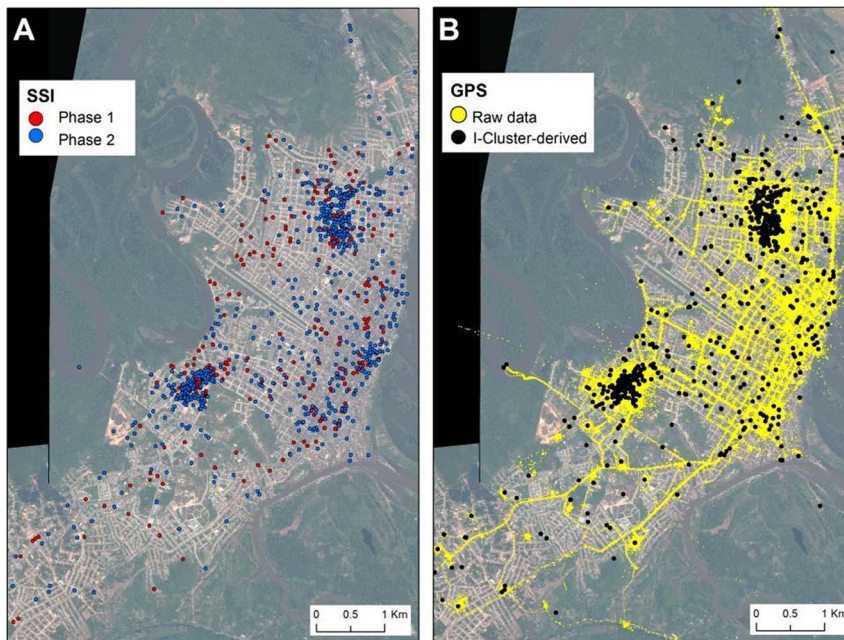 A
SSI
Phase 1
Phase 2
0 0.5 1 Km
B
GPS
Raw data
I-Cluster-derived
0 0.5 1 Km